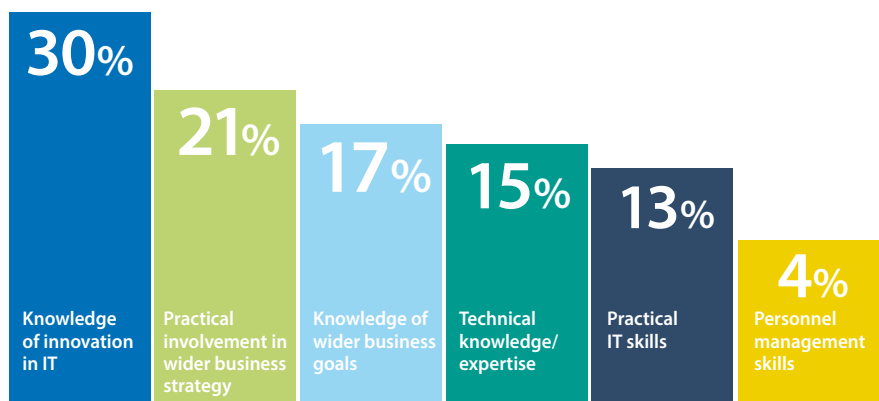 30%
Knowledge
of innovation
in IT
21%
Practical
involvement in
wider business
strategy
17%
Knowledge of
wider business
goals
15%
Technical
knowledge/
expertise
13%
Practical
IT skills
4%
Personnel
management
skills